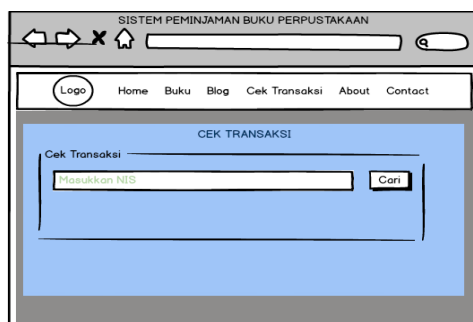 SISTEM PEMINJAMAN BUKU PERPUSTAKAAN
Logo Home Buku Blog Cek Transaksi About Contact
CEK TRANSAKSI
Cek Transaksi
Masukkan NIS Cari